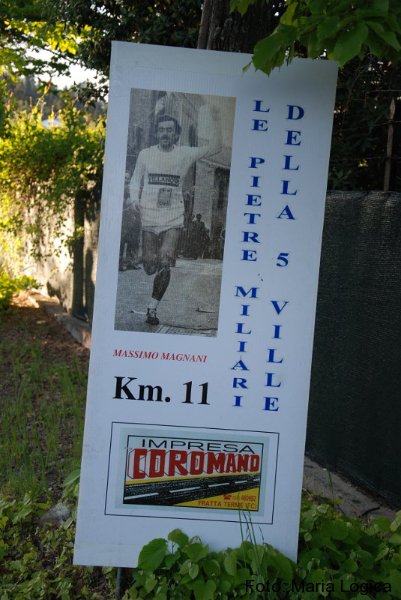 LE PIETRE MILIARI
DELLA 5 VILLE
MASSIMO MAGNANI
Km. 11
IMPRESA
COROMANO
FRATTA TERME
Foto: Maria Logica